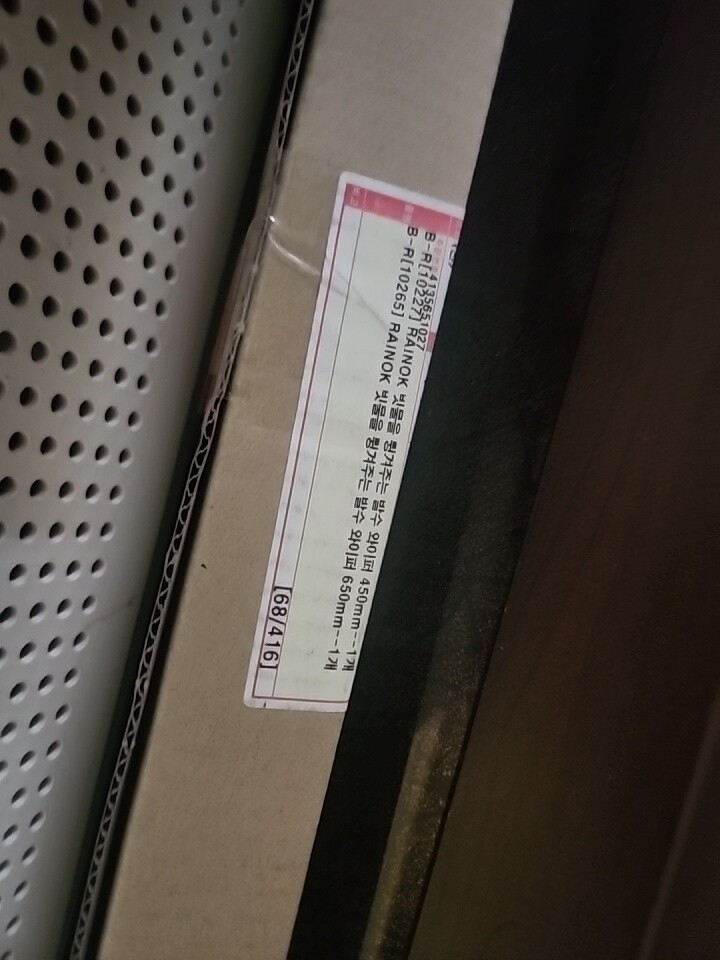 4135651027
B-R[10227] RAINOK 빗물을 튕겨주는 발수 와이퍼 450mm--1개
B-R[10265] RAINOK 빗물을 튕겨주는 발수 와이퍼 650mm--1개
[68/416]